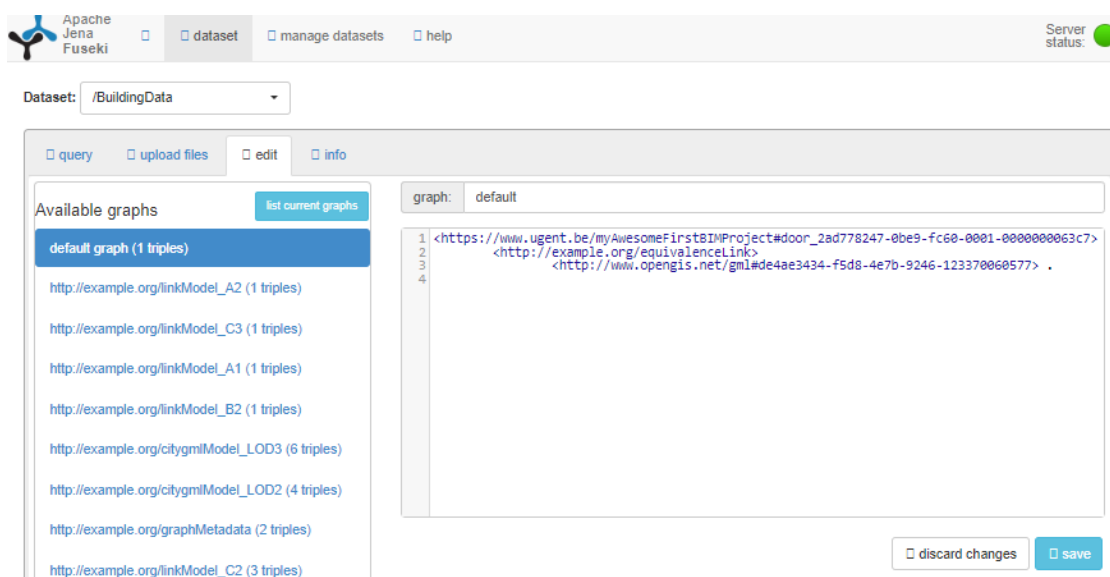 Apache
Jena
Fuseki
dataset
manage datasets
help
Server
status:
Dataset: /BuildingData
query
upload files
edit
info
Available graphs
list current graphs
default graph (1 triples)
http://example.org/linkModel_A2 (1 triples)
http://example.org/linkModel_C3 (1 triples)
http://example.org/linkModel_A1 (1 triples)
http://example.org/linkModel_B2 (1 triples)
http://example.org/citygmlModel_LOD3 (6 triples)
http://example.org/citygmlModel_LOD2 (4 triples)
http://example.org/graphMetadata (2 triples)
http://example.org/linkModel_C2 (3 triples)
graph: default
1 <https://www.ugent.be/myAwesomeFirstBIMProject#door_2ad778247-0be9-fc60-0001-0000000063c7>
2 <http://example.org/equivalenceLink>
3 <http://www.opengis.net/gml#de4ae3434-f5d8-4e7b-9246-123370060577> .
4
discard changes
save